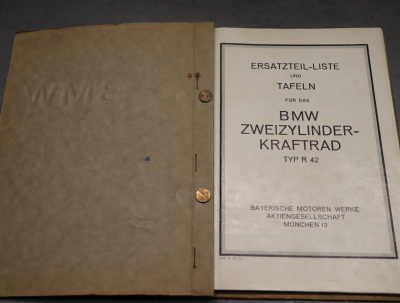 ERSATZTEIL-LISTE
UND
TAFELN
FÜR DAS
BMW
ZWEIZYLINDER-
KRAFTRAD
TYP R 42
BAYERISCHE MOTOREN WERKE
AKTIENGESELLSCHAFT
MÜNCHEN 13